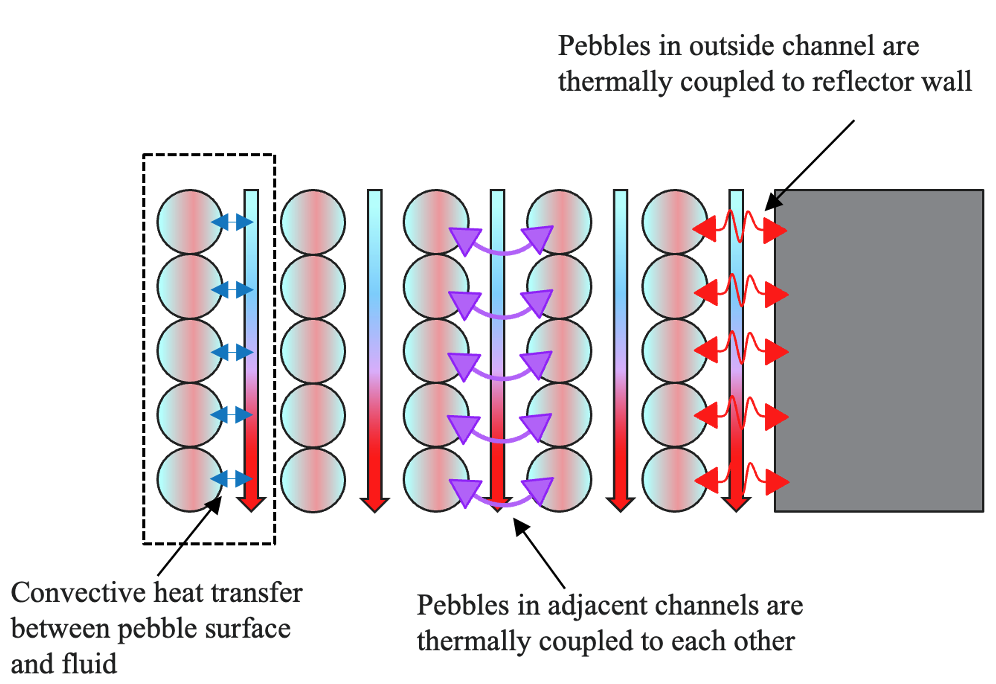 Pebbles in outside channel are
thermally coupled to reflector wall
Convective heat transfer
between pebble surface
and fluid
Pebbles in adjacent channels are
thermally coupled to each other